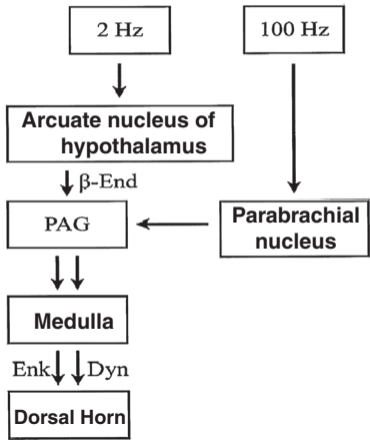 2 Hz
100 Hz
Arcuate nucleus of
hypothalamus
β-End
PAG
Parabrachial
nucleus
Medulla
Enk
Dyn
Dorsal Horn